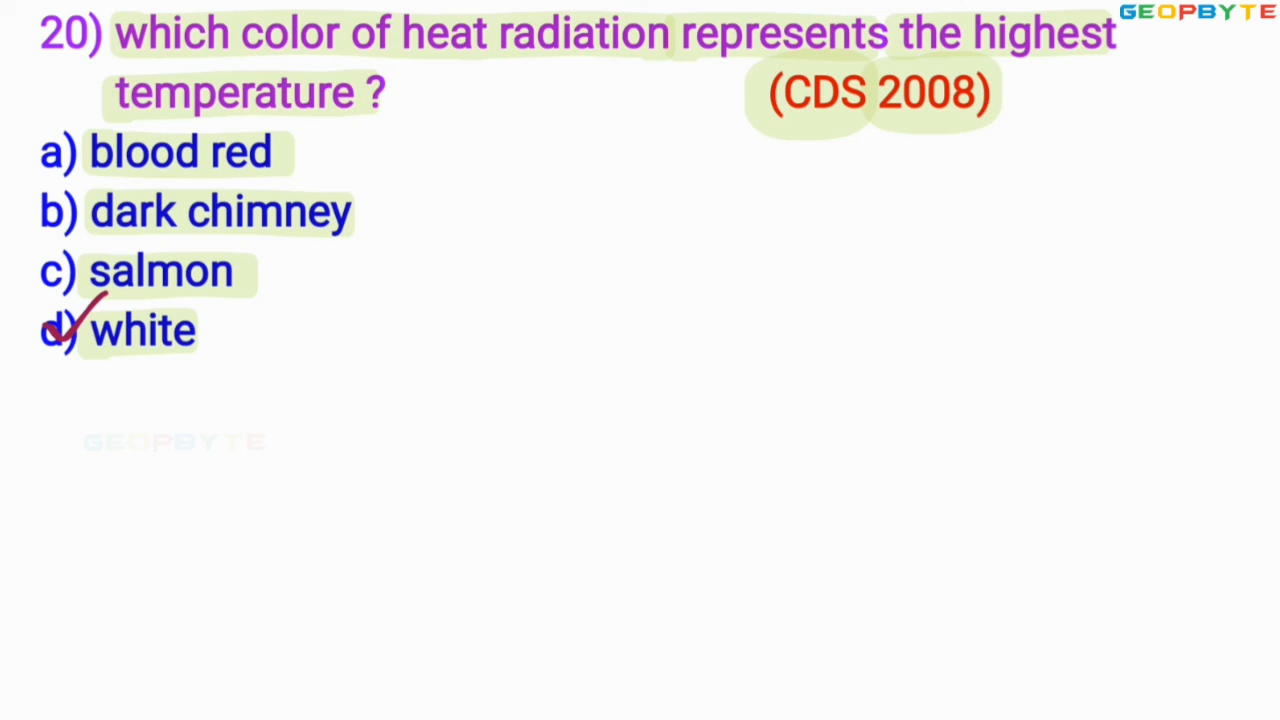 GEOPBYTE
20) which color of heat radiation represents the highest
temperature ? (CDS 2008)
a) blood red
b) dark chimney
c) salmon
d) white
GEOPBYTE